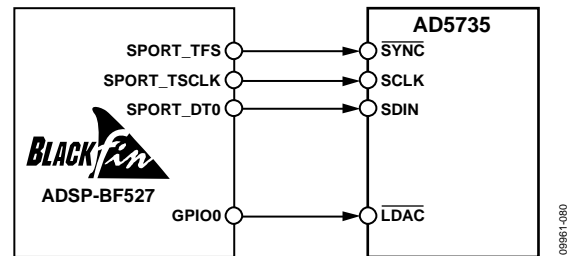 AD5735
SPORT_TFS
SYNC
SPORT_TSCLK
SCLK
SPORT_DT0
SDIN
BLACKfin
ADSP-BF527
GPIO0
LDAC
09961-080